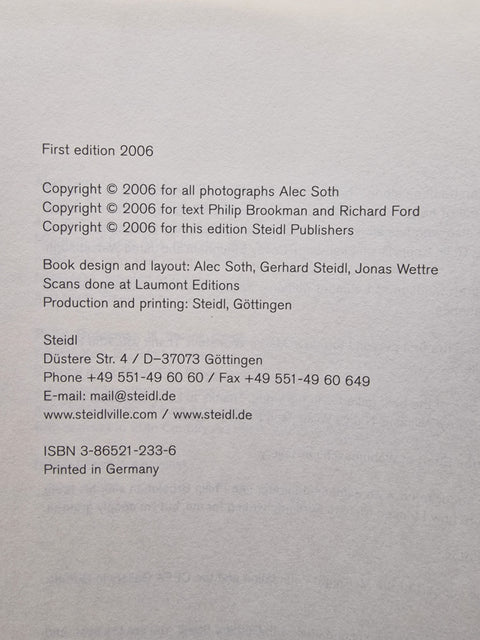 First edition 2006
Copyright © 2006 for all photographs Alec Soth
Copyright © 2006 for text Philip Brookman and Richard Ford
Copyright © 2006 for this edition Steidl Publishers
Book design and layout: Alec Soth, Gerhard Steidl, Jonas Wettre
Scans done at Laumont Editions
Production and printing: Steidl, Göttingen
Steidl
Düstere Str. 4 / D–37073 Göttingen
Phone +49 551-49 60 60 / Fax +49 551-49 60 649
E-mail: mail@steidl.de
www.steidlville.com / www.steidl.de
ISBN 3-86521-233-6
Printed in Germany